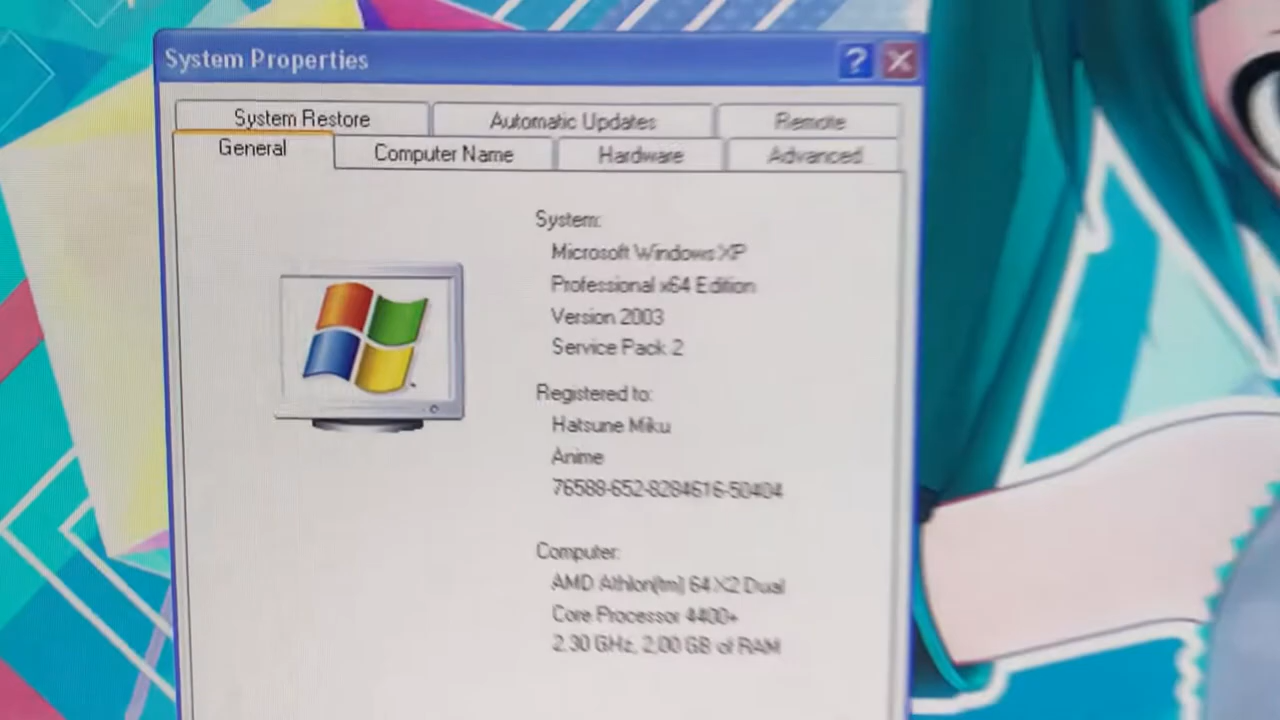 System Properties
?
System Restore
Automatic Updates
Remote
General
Computer Name
Hardware
Advanced
System:
Microsoft Windows XP
Professional x64 Edition
Version 2003
Service Pack 2
Registered to:
Hatsune Miku
Anime
76588-652-8284616-50404
Computer:
AMD Athlon(tm) 64 X2 Dual
Core Processor 4400+
2.30 GHz, 2.00 GB of RAM